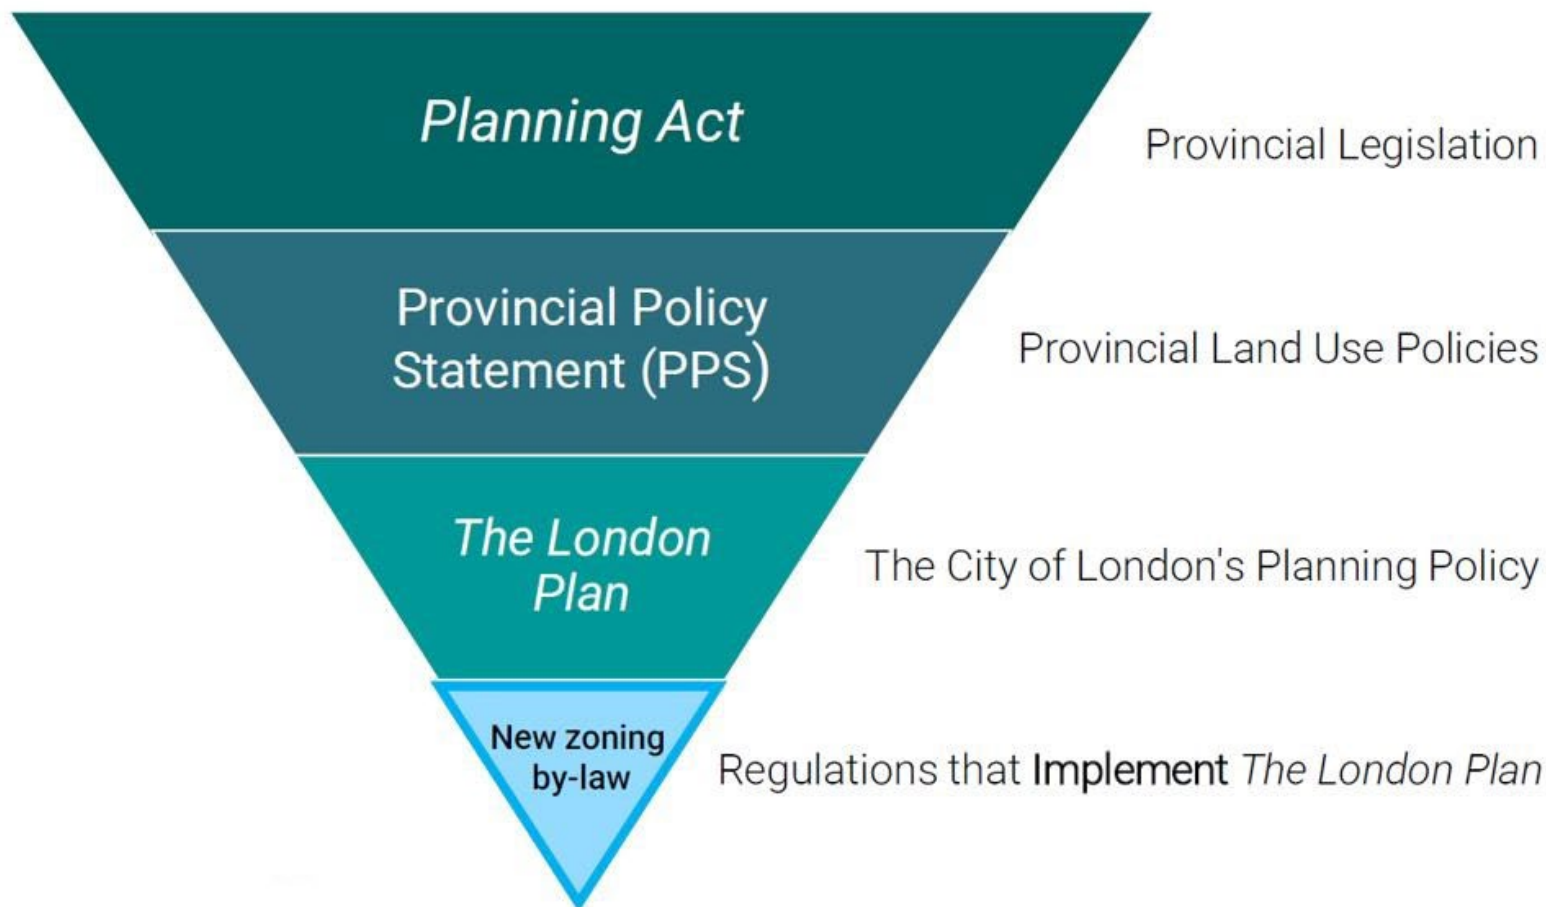 Planning Act
Provincial Legislation
Provincial Policy
Statement (PPS)
Provincial Land Use Policies
The London
Plan
The City of London's Planning Policy
New zoning
by-law
Regulations that Implement The London Plan